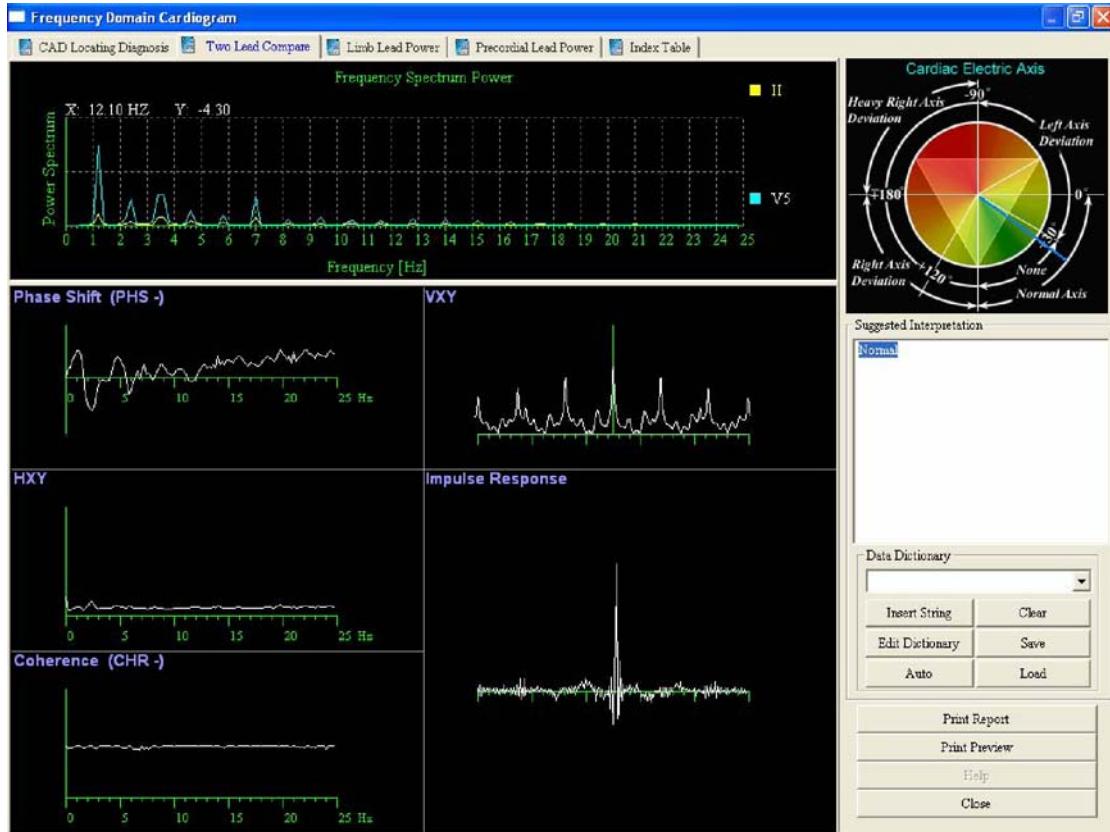 Frequency Domain Cardiogram
CAD Locating Diagnosis
Two Lead Compare
Limb Lead Power
Precordial Lead Power
Index Table
Frequency Spectrum Power
X: 12.10 HZ Y: -4.30
II
V5
Power Spectrum
0 1 2 3 4 5 6 7 8 9 10 11 12 13 14 15 16 17 18 19 20 21 22 23 24 25
Frequency [Hz]
Phase Shift (PHS -)
0 5 10 15 20 25 Hz
VXY
HXY
0 5 10 15 20 25 Hz
Impulse Response
Coherence (CHR -)
0 5 10 15 20 25 Hz
Cardiac Electric Axis
-90°
Heavy Right Axis
Deviation
Left Axis
Deviation
∓180°
0°
+30°
Right Axis
Deviation
+120°
None
Normal Axis
Suggested Interpretation
Normal
Data Dictionary
Insert String
Clear
Edit Dictionary
Save
Auto
Load
Print Report
Print Preview
Help
Close